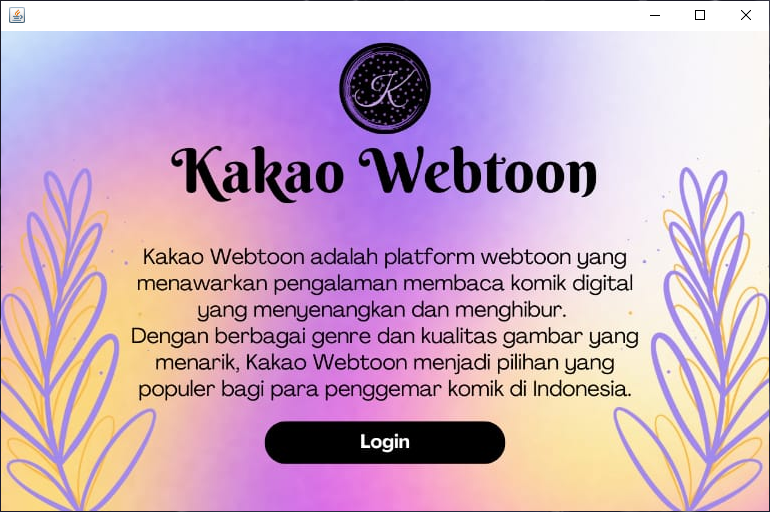 K
Kakao Webtoon
Kakao Webtoon adalah platform webtoon yang
menawarkan pengalaman membaca komik digital
yang menyenangkan dan menghibur.
Dengan berbagai genre dan kualitas gambar yang
menarik, Kakao Webtoon menjadi pilihan yang
populer bagi para penggemar komik di Indonesia.
Login